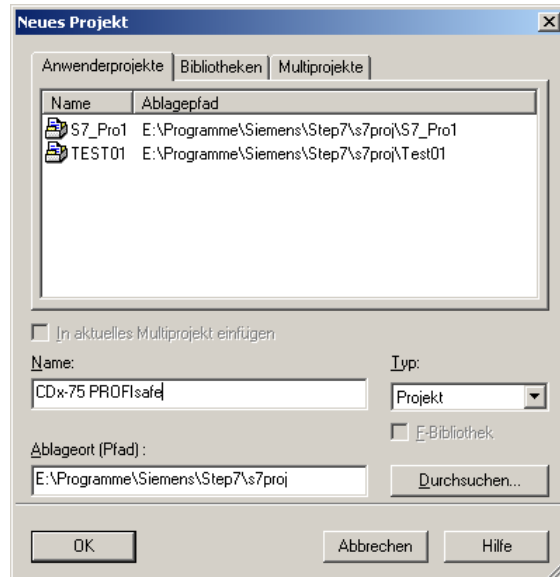 Neues Projekt
Anwenderprojekte Bibliotheken Multiprojekte
Name Ablagepfad
S7_Pro1 E:\Programme\Siemens\Step7\s7proj\S7_Pro1
TEST01 E:\Programme\Siemens\Step7\s7proj\Test01
In aktuelles Multiprojekt einfügen
Name: Typ:
CDx-75 PROFIsafe Projekt
F-Bibliothek
Ablageort (Pfad) :
E:\Programme\Siemens\Step7\s7proj Durchsuchen...
OK Abbrechen Hilfe